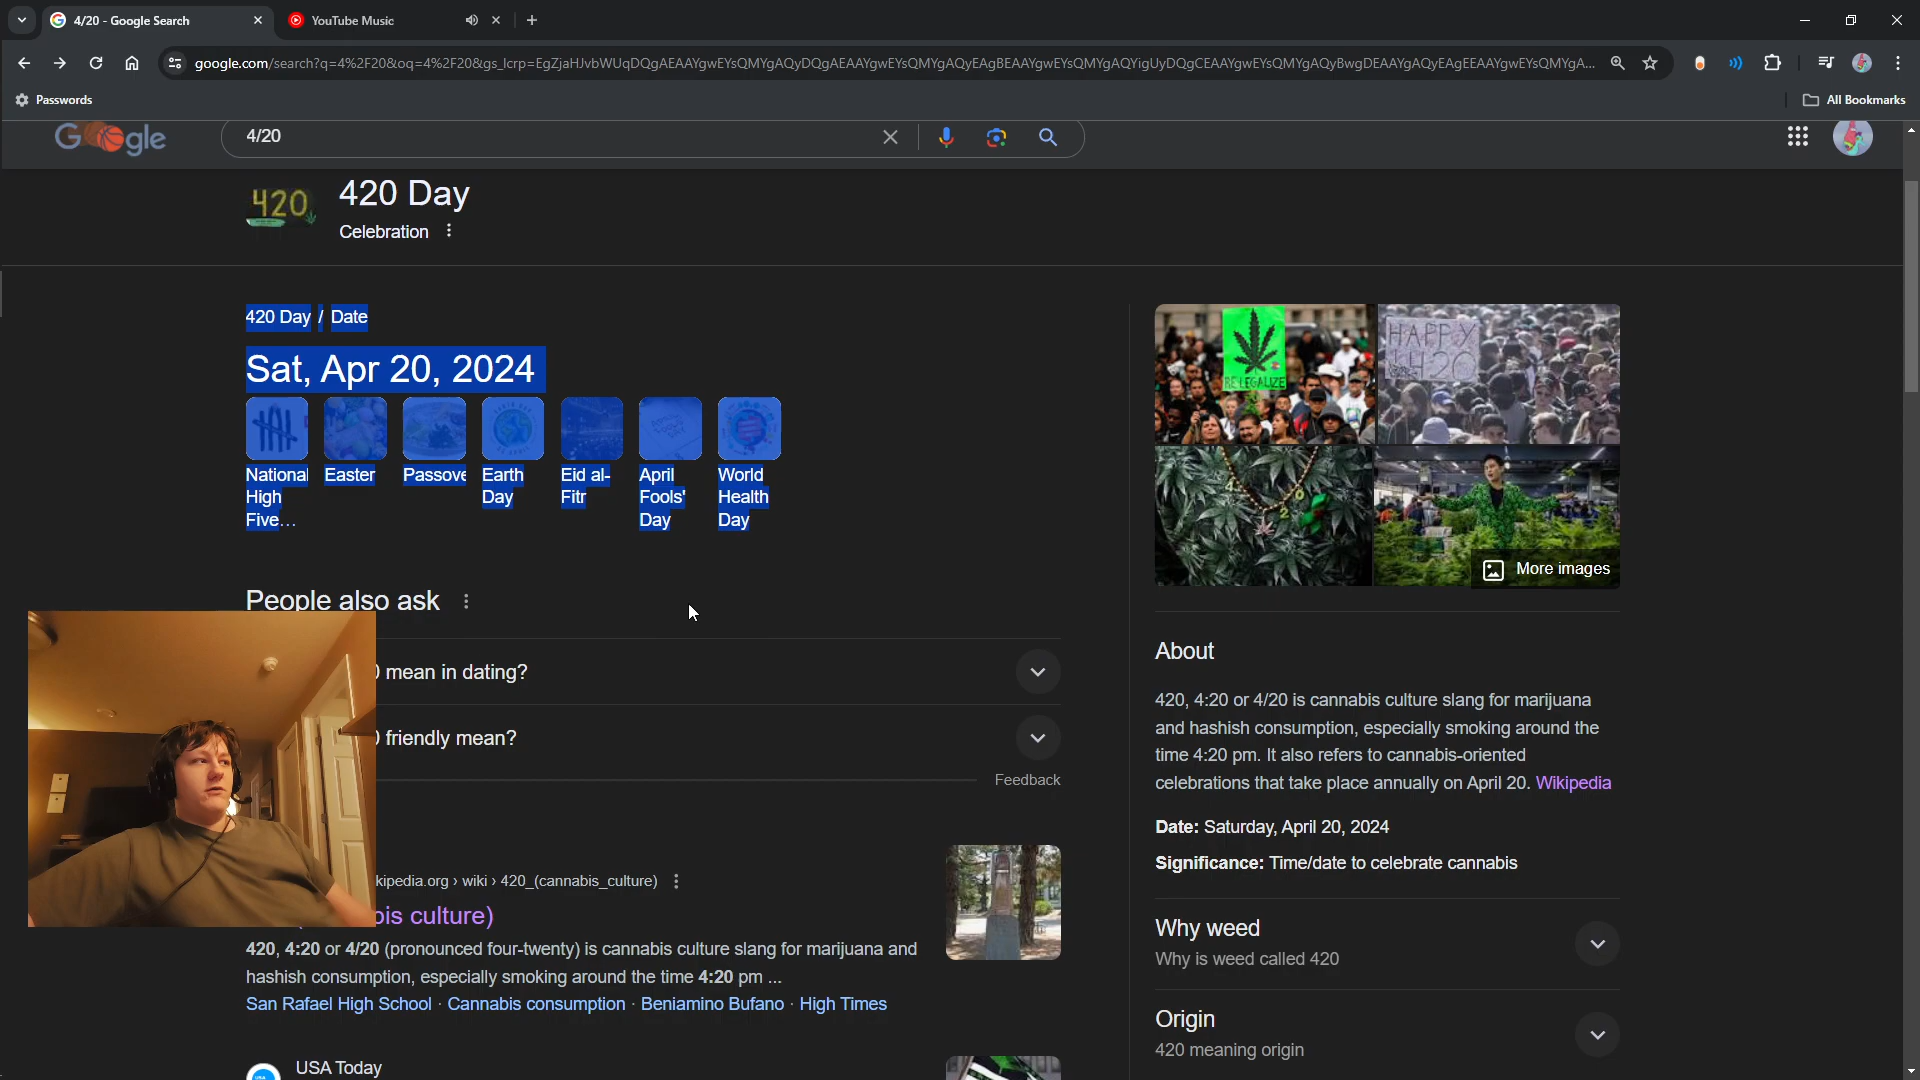 4/20 - Google Search
YouTube Music
google.com/search?q=4%2F20&oq=4%2F20&gs_lcrp=EgZjaHJvbWUqDQgAEAAYgwEYsQMYgAQyDQgAEAAYgwEYsQMYgAQyEAgBEAAYgwEYsQMYgAQYigUyDQgCEAAYgwEYsQMYgAQyBwgDEAAYgAQyEAgEEAAYgwEYsQMYgA...
Passwords
All Bookmarks
Google
4/20
420
420 Day
Celebration
420 Day / Date
Sat, Apr 20, 2024
National High Five...
Easter
Passove
Earth Day
Eid al-Fitr
April Fools' Day
World Health Day
RE-LEGALIZE
HAPPY
420
More images
People also ask
mean in dating?
friendly mean?
Feedback
kipedia.org › wiki › 420_(cannabis_culture)
bis culture)
420, 4:20 or 4/20 (pronounced four-twenty) is cannabis culture slang for marijuana and
hashish consumption, especially smoking around the time 4:20 pm ...
San Rafael High School · Cannabis consumption · Beniamino Bufano · High Times
USA Today
About
420, 4:20 or 4/20 is cannabis culture slang for marijuana
and hashish consumption, especially smoking around the
time 4:20 pm. It also refers to cannabis-oriented
celebrations that take place annually on April 20. Wikipedia
Date: Saturday, April 20, 2024
Significance: Time/date to celebrate cannabis
Why weed
Why is weed called 420
Origin
420 meaning origin